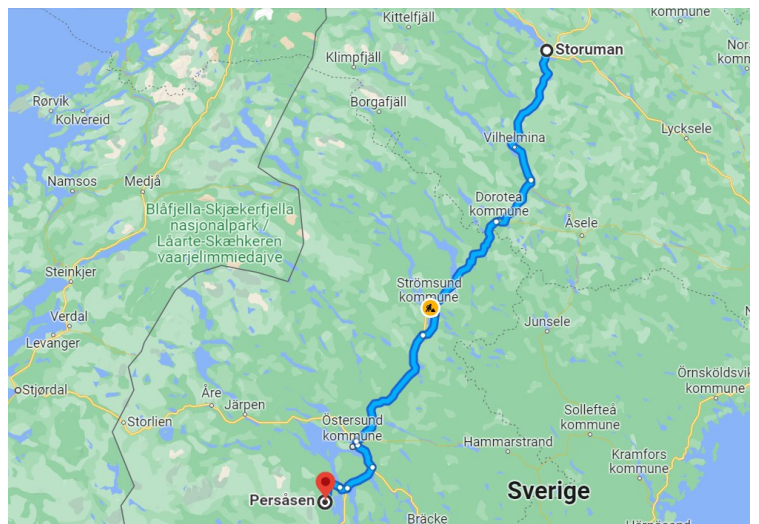 Kittelfjäll
kommune
Storuman
Klimpfjäll
Nor
komm
Borgafjäll
Rørvik
Kolvereid
Lycksele
Vilhelmina
Namsos
Medjå
Dorotea
kommune
Blåfjella-Skjækerfjella
nasjonalpark /
Låarte-Skæhkeren
vaarjelimmiedajve
Åsele
Steinkjer
Strömsund
kommune
Verdal
Levanger
Junsele
Stjørdal
Åre
Järpen
Storlien
Örnsköldsvik
kommune
Östersund
kommune
Sollefteå
kommune
Hammarstrand
Kramfors
kommune
Persåsen
Sverige
Bräcke